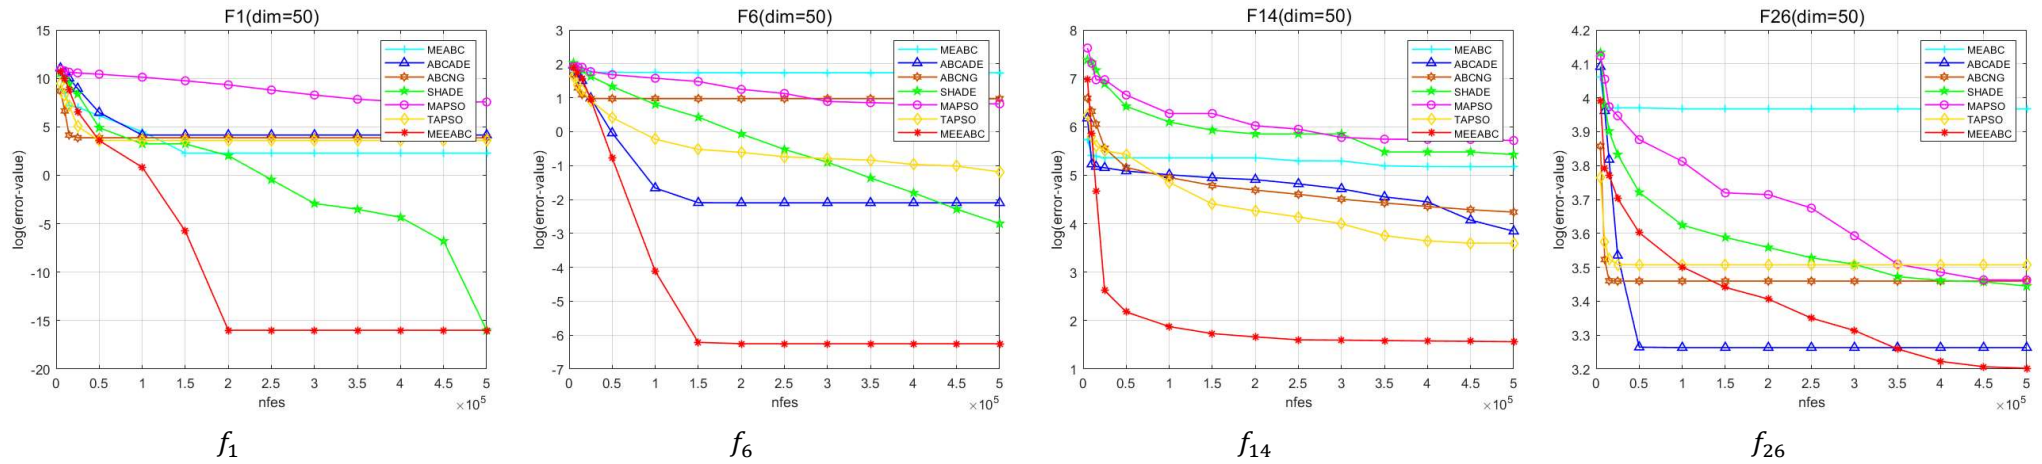 F1(dim=50)
15
10
5
0
-5
-10
-15
-20
log(error-value)
0 0.5 1 1.5 2 2.5 3 3.5 4 4.5 5
nfes
×10^5
MEABC
ABCADE
ABCNG
SHADE
MAPSO
TAPSO
MEEABC
f_1
F6(dim=50)
3
2
1
0
-1
-2
-3
-4
-5
-6
-7
log(error-value)
0 0.5 1 1.5 2 2.5 3 3.5 4 4.5 5
nfes
×10^5
MEABC
ABCADE
ABCNG
SHADE
MAPSO
TAPSO
MEEABC
f_6
F14(dim=50)
8
7
6
5
4
3
2
1
log(error-value)
0 0.5 1 1.5 2 2.5 3 3.5 4 4.5 5
nfes
×10^5
MEABC
ABCADE
ABCNG
SHADE
MAPSO
TAPSO
MEEABC
f_14
F26(dim=50)
4.2
4.1
4
3.9
3.8
3.7
3.6
3.5
3.4
3.3
3.2
log(error-value)
0 0.5 1 1.5 2 2.5 3 3.5 4 4.5 5
nfes
×10^5
MEABC
ABCADE
ABCNG
SHADE
MAPSO
TAPSO
MEEABC
f_26